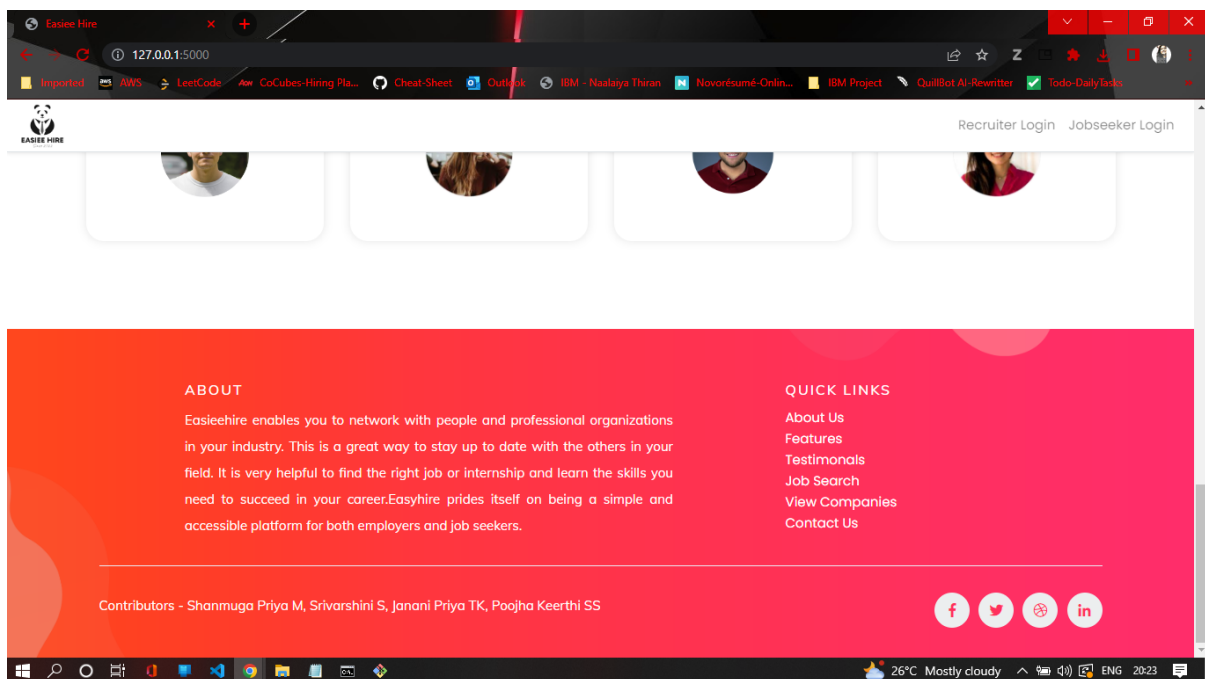 Easiee Hire
127.0.0.1:5000
Imported AWS LeetCode CoCubes-Hiring Pla... Cheat-Sheet Outlook IBM - Naalaiya Thiran Novorésumé-Onlin... IBM Project QuillBot AI-Rewritter Todo-DailyTasks
EASIEE HIRE
Recruiter Login Jobseeker Login
ABOUT
Easieehire enables you to network with people and professional organizations
in your industry. This is a great way to stay up to date with the others in your
field. It is very helpful to find the right job or internship and learn the skills you
need to succeed in your career.Easyhire prides itself on being a simple and
accessible platform for both employers and job seekers.
QUICK LINKS
About Us
Features
Testimonals
Job Search
View Companies
Contact Us
Contributors - Shanmuga Priya M, Srivarshini S, Janani Priya TK, Poojha Keerthi SS
26°C Mostly cloudy ENG 20:23